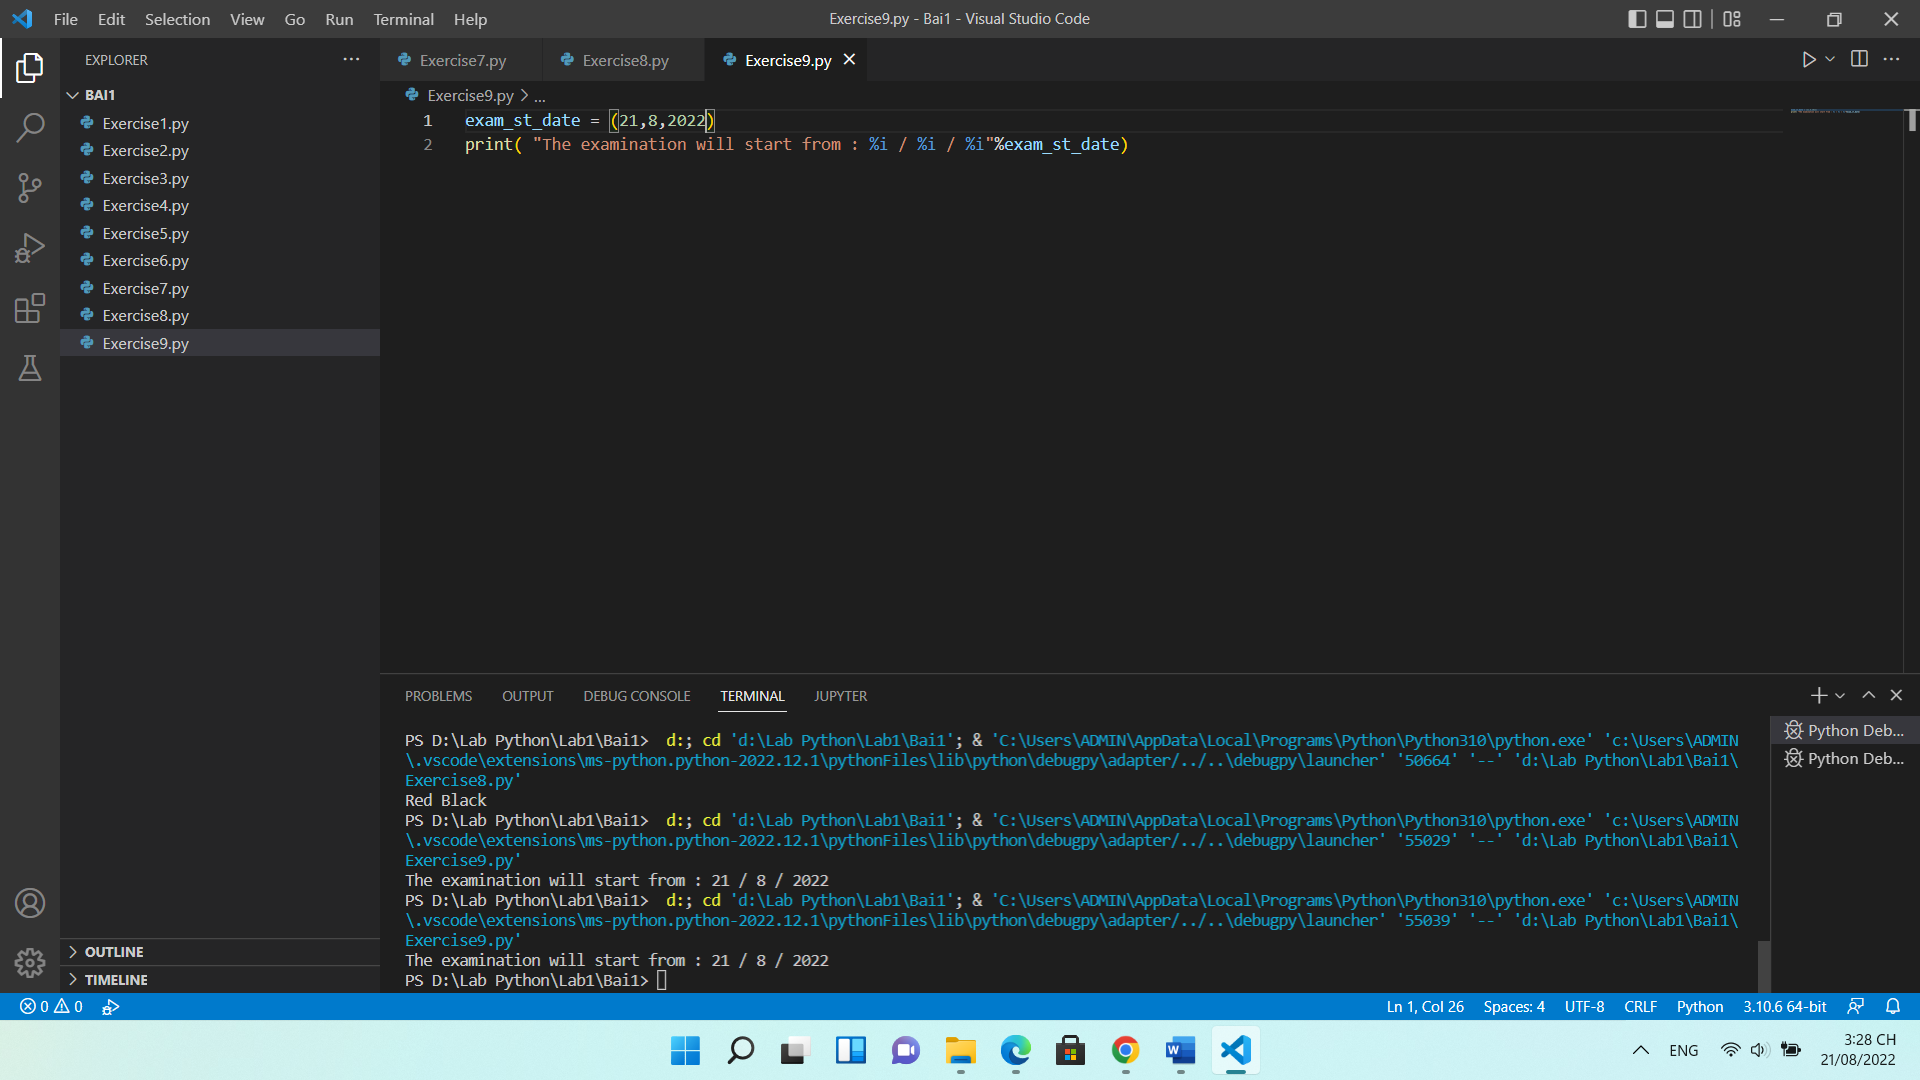 File Edit Selection View Go Run Terminal Help
Exercise9.py - Bai1 - Visual Studio Code
EXPLORER
BAI1
Exercise1.py
Exercise2.py
Exercise3.py
Exercise4.py
Exercise5.py
Exercise6.py
Exercise7.py
Exercise8.py
Exercise9.py
OUTLINE
TIMELINE
Exercise7.py Exercise8.py Exercise9.py
Exercise9.py > ...
1 exam_st_date = (21,8,2022)
2 print( "The examination will start from : %i / %i / %i"%exam_st_date)
PROBLEMS OUTPUT DEBUG CONSOLE TERMINAL JUPYTER
PS D:\Lab Python\Lab1\Bai1>  d:; cd 'd:\Lab Python\Lab1\Bai1'; & 'C:\Users\ADMIN\AppData\Local\Programs\Python\Python310\python.exe' 'c:\Users\ADMIN
\.vscode\extensions\ms-python.python-2022.12.1\pythonFiles\lib\python\debugpy\adapter/../..\debugpy\launcher' '50664' '--' 'd:\Lab Python\Lab1\Bai1\
Exercise8.py'
Red Black
PS D:\Lab Python\Lab1\Bai1>  d:; cd 'd:\Lab Python\Lab1\Bai1'; & 'C:\Users\ADMIN\AppData\Local\Programs\Python\Python310\python.exe' 'c:\Users\ADMIN
\.vscode\extensions\ms-python.python-2022.12.1\pythonFiles\lib\python\debugpy\adapter/../..\debugpy\launcher' '55029' '--' 'd:\Lab Python\Lab1\Bai1\
Exercise9.py'
The examination will start from : 21 / 8 / 2022
PS D:\Lab Python\Lab1\Bai1>  d:; cd 'd:\Lab Python\Lab1\Bai1'; & 'C:\Users\ADMIN\AppData\Local\Programs\Python\Python310\python.exe' 'c:\Users\ADMIN
\.vscode\extensions\ms-python.python-2022.12.1\pythonFiles\lib\python\debugpy\adapter/../..\debugpy\launcher' '55039' '--' 'd:\Lab Python\Lab1\Bai1\
Exercise9.py'
The examination will start from : 21 / 8 / 2022
PS D:\Lab Python\Lab1\Bai1>
Python Deb...
Python Deb...
0 0
Ln 1, Col 26 Spaces: 4 UTF-8 CRLF Python 3.10.6 64-bit
ENG
3:28 CH
21/08/2022